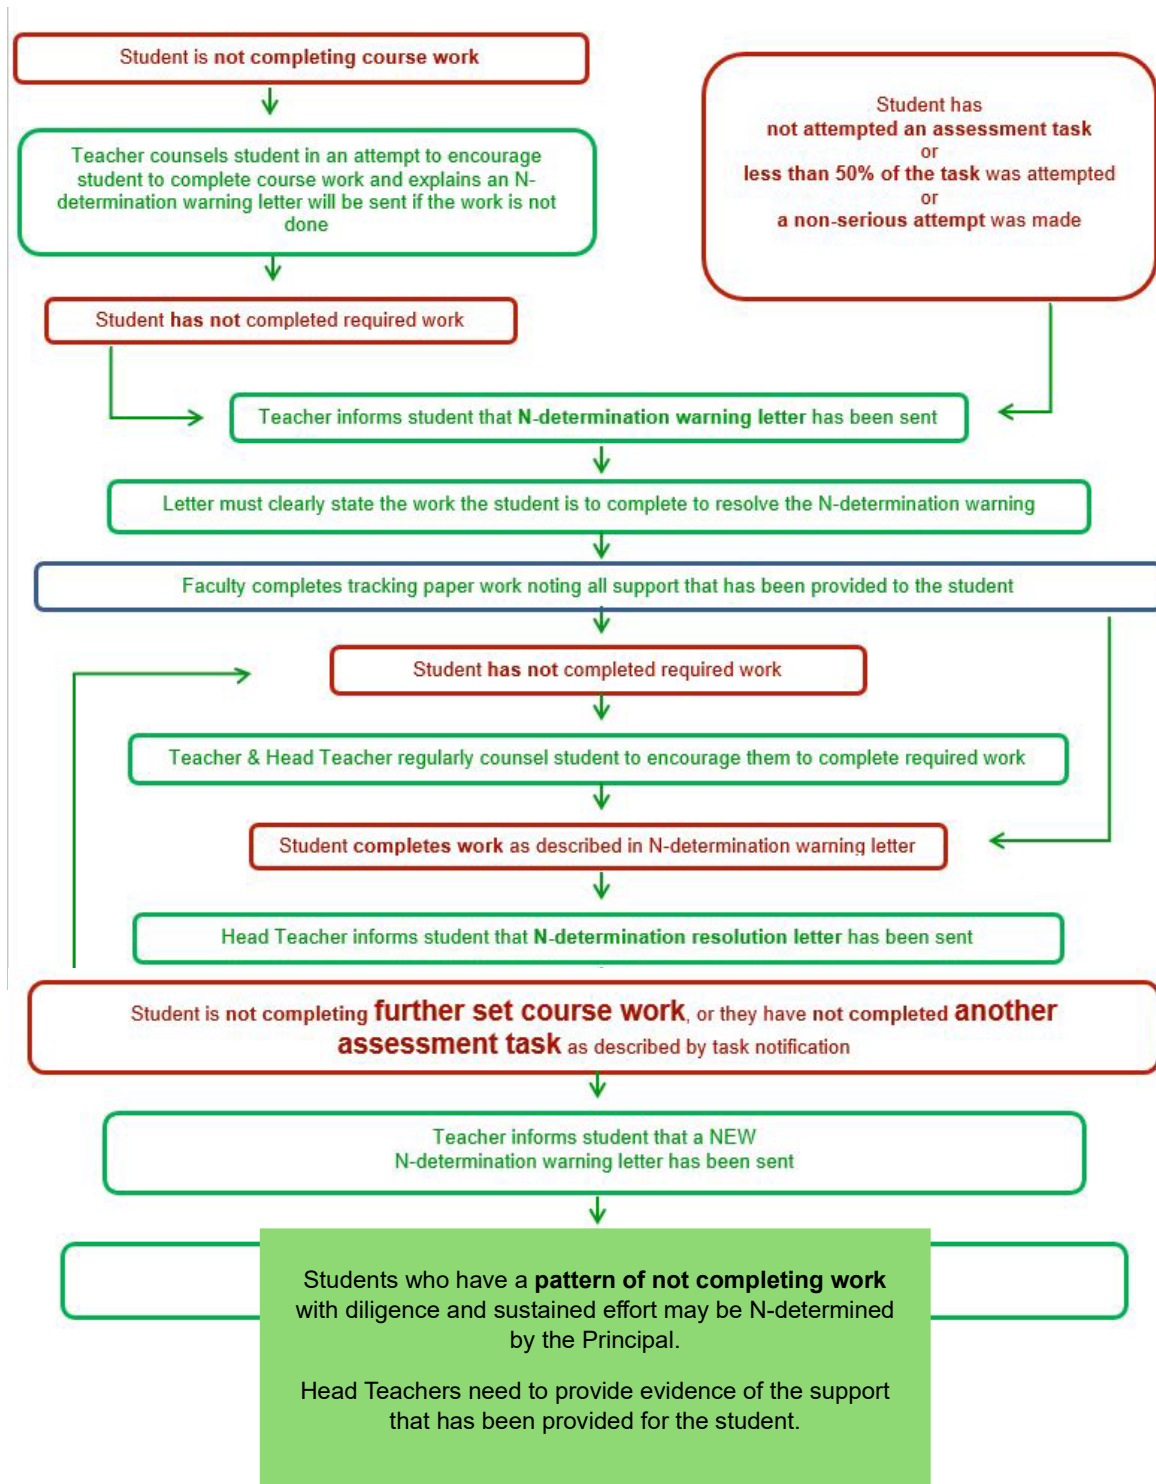 Student is not completing course work
Teacher counsels student in an attempt to encourage
student to complete course work and explains an N-
determination warning letter will be sent if the work is not
done
Student has not completed required work
Student has
not attempted an assessment task
or
less than 50% of the task was attempted
or
a non-serious attempt was made
Teacher informs student that N-determination warning letter has been sent
Letter must clearly state the work the student is to complete to resolve the N-determination warning
Faculty completes tracking paper work noting all support that has been provided to the student
Student has not completed required work
Teacher & Head Teacher regularly counsel student to encourage them to complete required work
Student completes work as described in N-determination warning letter
Head Teacher informs student that N-determination resolution letter has been sent
Student is not completing further set course work, or they have not completed another
assessment task as described by task notification
Teacher informs student that a NEW
N-determination warning letter has been sent
Students who have a pattern of not completing work
with diligence and sustained effort may be N-determined
by the Principal.
Head Teachers need to provide evidence of the support
that has been provided for the student.